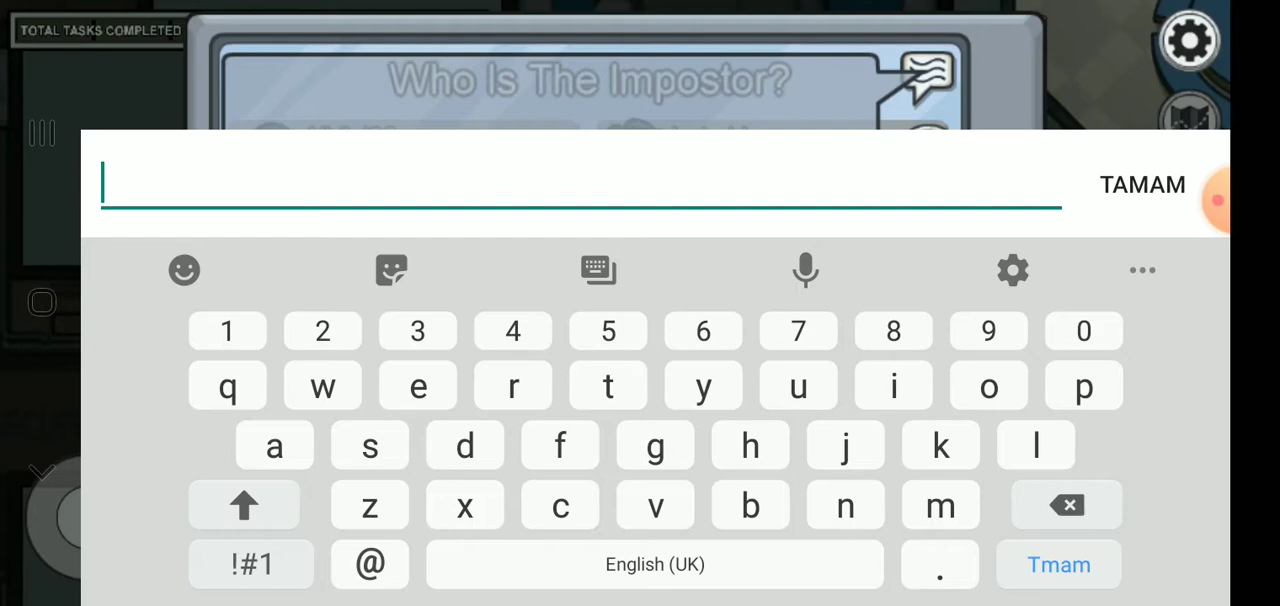 TOTAL TASKS COMPLETED
Who Is The Impostor?
TAMAM
1 2 3 4 5 6 7 8 9 0
q w e r t y u i o p
a s d f g h j k l
z x c v b n m
!#1 @ English (UK) . Tmam